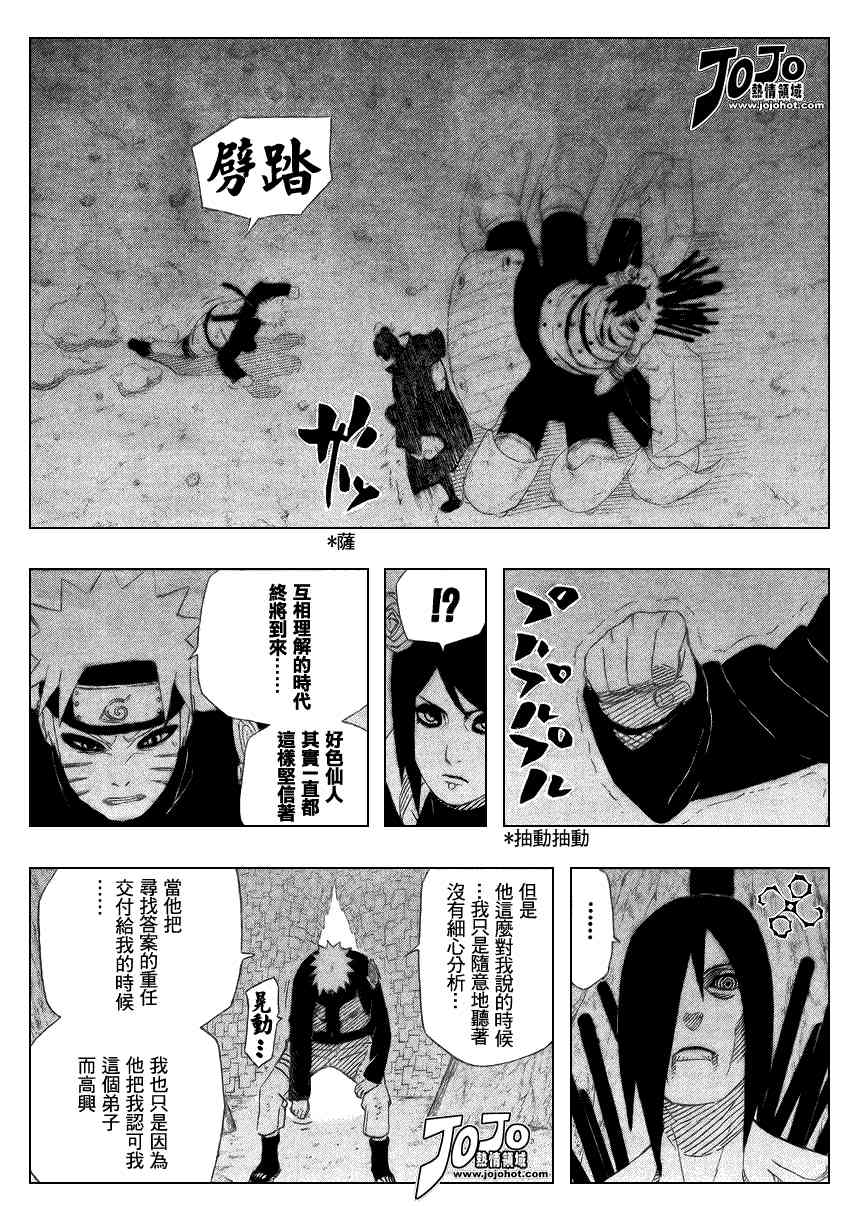 JOJO
熱情領域
www.jojohot.com
劈踏
ザッ
*薩
プルプルプル
*抽動抽動
!?
互相理解的時代
終將到來……
好色仙人
其實一直都
這樣堅信著
……
但是
他這麼對我說的時候
…我只是隨意地聽著
沒有細心分析…
晃動…
當他把
尋找答案的重任
交付給我的時候
……
我也只是因為
他把我認可我
這個弟子
而高興
JOJO
熱情領域
www.jojohot.com